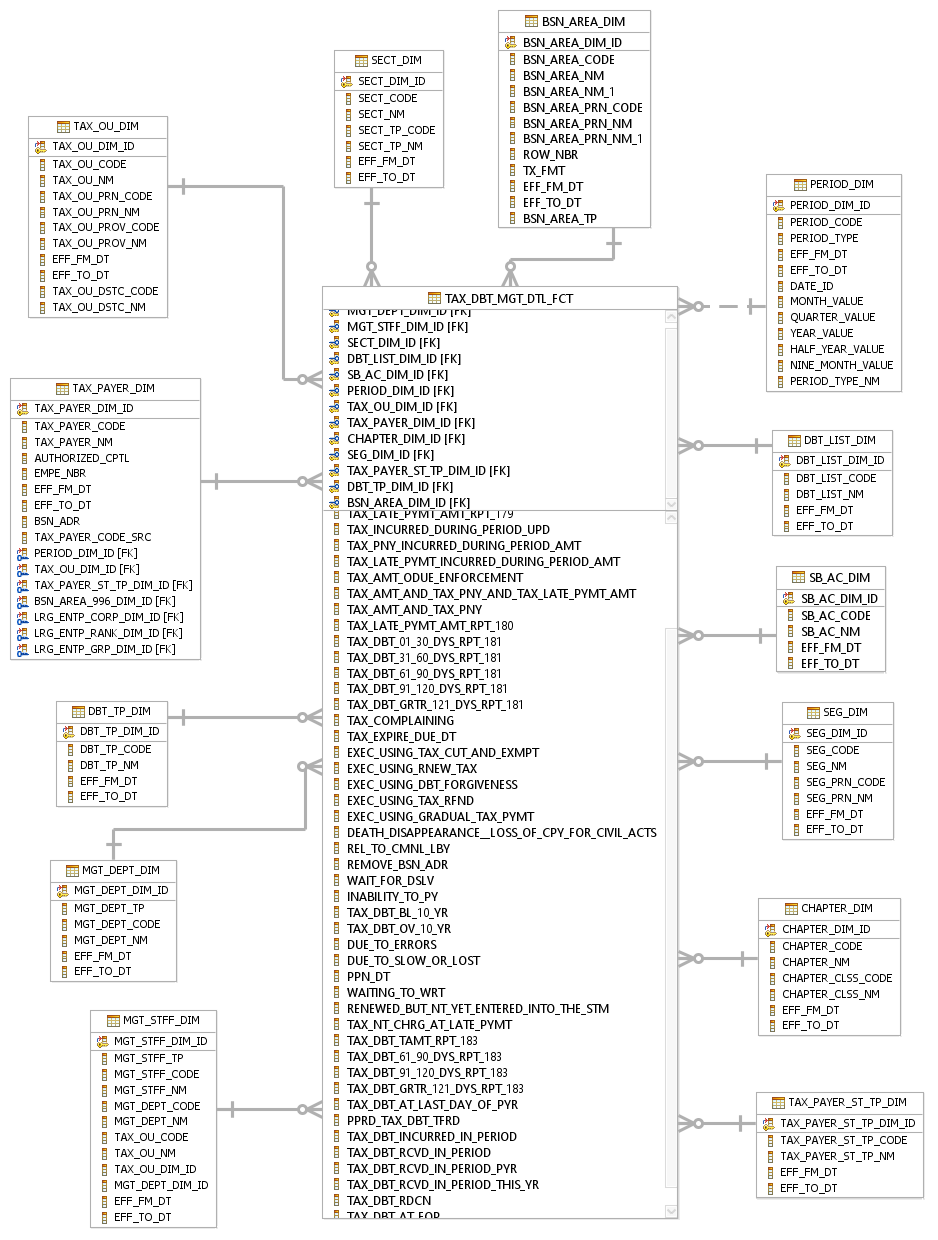 BSN_AREA_DIM
BSN_AREA_DIM_ID
BSN_AREA_CODE
BSN_AREA_NM
BSN_AREA_NM_1
BSN_AREA_PRN_CODE
BSN_AREA_PRN_NM
BSN_AREA_PRN_NM_1
ROW_NBR
TX_FMT
EFF_FM_DT
EFF_TO_DT
BSN_AREA_TP
SECT_DIM
SECT_DIM_ID
SECT_CODE
SECT_NM
SECT_TP_CODE
SECT_TP_NM
EFF_FM_DT
EFF_TO_DT
TAX_OU_DIM
TAX_OU_DIM_ID
TAX_OU_CODE
TAX_OU_NM
TAX_OU_PRN_CODE
TAX_OU_PRN_NM
TAX_OU_PROV_CODE
TAX_OU_PROV_NM
EFF_FM_DT
EFF_TO_DT
TAX_OU_DSTC_CODE
TAX_OU_DSTC_NM
PERIOD_DIM
PERIOD_DIM_ID
PERIOD_CODE
PERIOD_TYPE
EFF_FM_DT
EFF_TO_DT
DATE_ID
MONTH_VALUE
QUARTER_VALUE
YEAR_VALUE
HALF_YEAR_VALUE
NINE_MONTH_VALUE
PERIOD_TYPE_NM
TAX_DBT_MGT_DTL_FCT
MGT_DEPT_DIM_ID [FK]
MGT_STFF_DIM_ID [FK]
SECT_DIM_ID [FK]
DBT_LIST_DIM_ID [FK]
SB_AC_DIM_ID [FK]
PERIOD_DIM_ID [FK]
TAX_OU_DIM_ID [FK]
TAX_PAYER_DIM_ID [FK]
CHAPTER_DIM_ID [FK]
SEG_DIM_ID [FK]
TAX_PAYER_ST_TP_DIM_ID [FK]
DBT_TP_DIM_ID [FK]
BSN_AREA_DIM_ID [FK]
TAX_LATE_PYMT_AMT_RPT_179
TAX_INCURRED_DURING_PERIOD_UPD
TAX_PNY_INCURRED_DURING_PERIOD_AMT
TAX_LATE_PYMT_INCURRED_DURING_PERIOD_AMT
TAX_AMT_ODUE_ENFORCEMENT
TAX_AMT_AND_TAX_PNY_AND_TAX_LATE_PYMT_AMT
TAX_AMT_AND_TAX_PNY
TAX_LATE_PYMT_AMT_RPT_180
TAX_DBT_01_30_DYS_RPT_181
TAX_DBT_31_60_DYS_RPT_181
TAX_DBT_61_90_DYS_RPT_181
TAX_DBT_91_120_DYS_RPT_181
TAX_DBT_GRTR_121_DYS_RPT_181
TAX_COMPLAINING
TAX_EXPIRE_DUE_DT
EXEC_USING_TAX_CUT_AND_EXMPT
EXEC_USING_RNEW_TAX
EXEC_USING_DBT_FORGIVENESS
EXEC_USING_TAX_RFND
EXEC_USING_GRADUAL_TAX_PYMT
DEATH_DISAPPEARANCE__LOSS_OF_CPY_FOR_CIVIL_ACTS
REL_TO_CMNL_LBY
REMOVE_BSN_ADR
WAIT_FOR_DSLV
INABILITY_TO_PY
TAX_DBT_BL_10_YR
TAX_DBT_OV_10_YR
DUE_TO_ERRORS
DUE_TO_SLOW_OR_LOST
PPN_DT
WAITING_TO_WRT
RENEWED_BUT_NT_YET_ENTERED_INTO_THE_STM
TAX_NT_CHRG_AT_LATE_PYMT
TAX_DBT_TAMT_RPT_183
TAX_DBT_61_90_DYS_RPT_183
TAX_DBT_91_120_DYS_RPT_183
TAX_DBT_GRTR_121_DYS_RPT_183
TAX_DBT_AT_LAST_DAY_OF_PYR
PPRD_TAX_DBT_TFRD
TAX_DBT_INCURRED_IN_PERIOD
TAX_DBT_RCVD_IN_PERIOD
TAX_DBT_RCVD_IN_PERIOD_PYR
TAX_DBT_RCVD_IN_PERIOD_THIS_YR
TAX_DBT_RDCN
TAX_DBT_AT_EOP
TAX_PAYER_DIM
TAX_PAYER_DIM_ID
TAX_PAYER_CODE
TAX_PAYER_NM
AUTHORIZED_CPTL
EMPE_NBR
EFF_FM_DT
EFF_TO_DT
BSN_ADR
TAX_PAYER_CODE_SRC
PERIOD_DIM_ID [FK]
TAX_OU_DIM_ID [FK]
TAX_PAYER_ST_TP_DIM_ID [FK]
BSN_AREA_996_DIM_ID [FK]
LRG_ENTP_CORP_DIM_ID [FK]
LRG_ENTP_RANK_DIM_ID [FK]
LRG_ENTP_GRP_DIM_ID [FK]
DBT_TP_DIM
DBT_TP_DIM_ID
DBT_TP_CODE
DBT_TP_NM
EFF_FM_DT
EFF_TO_DT
MGT_DEPT_DIM
MGT_DEPT_DIM_ID
MGT_DEPT_TP
MGT_DEPT_CODE
MGT_DEPT_NM
EFF_FM_DT
EFF_TO_DT
MGT_STFF_DIM
MGT_STFF_DIM_ID
MGT_STFF_TP
MGT_STFF_CODE
MGT_STFF_NM
MGT_DEPT_CODE
MGT_DEPT_NM
TAX_OU_CODE
TAX_OU_NM
TAX_OU_DIM_ID
MGT_DEPT_DIM_ID
EFF_FM_DT
EFF_TO_DT
DBT_LIST_DIM
DBT_LIST_DIM_ID
DBT_LIST_CODE
DBT_LIST_NM
EFF_FM_DT
EFF_TO_DT
SB_AC_DIM
SB_AC_DIM_ID
SB_AC_CODE
SB_AC_NM
EFF_FM_DT
EFF_TO_DT
SEG_DIM
SEG_DIM_ID
SEG_CODE
SEG_NM
SEG_PRN_CODE
SEG_PRN_NM
EFF_FM_DT
EFF_TO_DT
CHAPTER_DIM
CHAPTER_DIM_ID
CHAPTER_CODE
CHAPTER_NM
CHAPTER_CLSS_CODE
CHAPTER_CLSS_NM
EFF_FM_DT
EFF_TO_DT
TAX_PAYER_ST_TP_DIM
TAX_PAYER_ST_TP_DIM_ID
TAX_PAYER_ST_TP_CODE
TAX_PAYER_ST_TP_NM
EFF_FM_DT
EFF_TO_DT